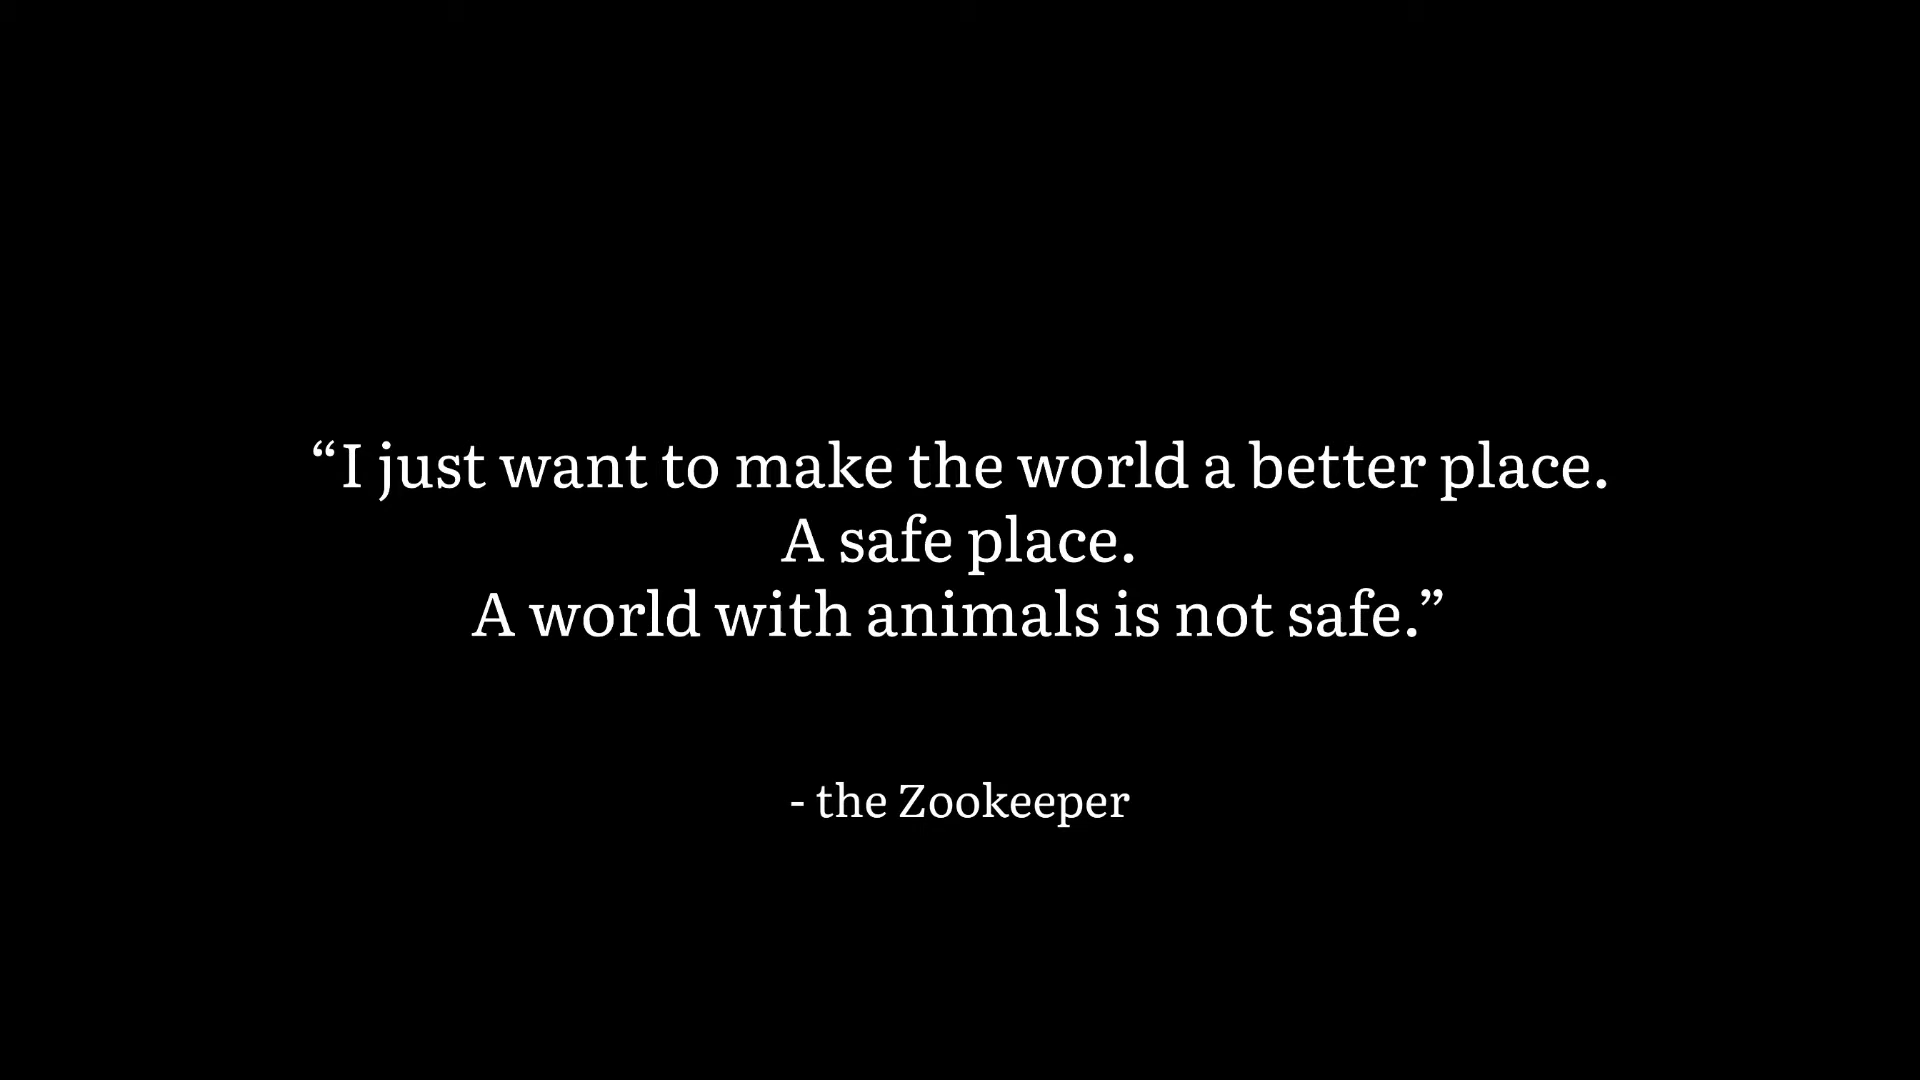 “I just want to make the world a better place.
A safe place.
A world with animals is not safe.”
- the Zookeeper